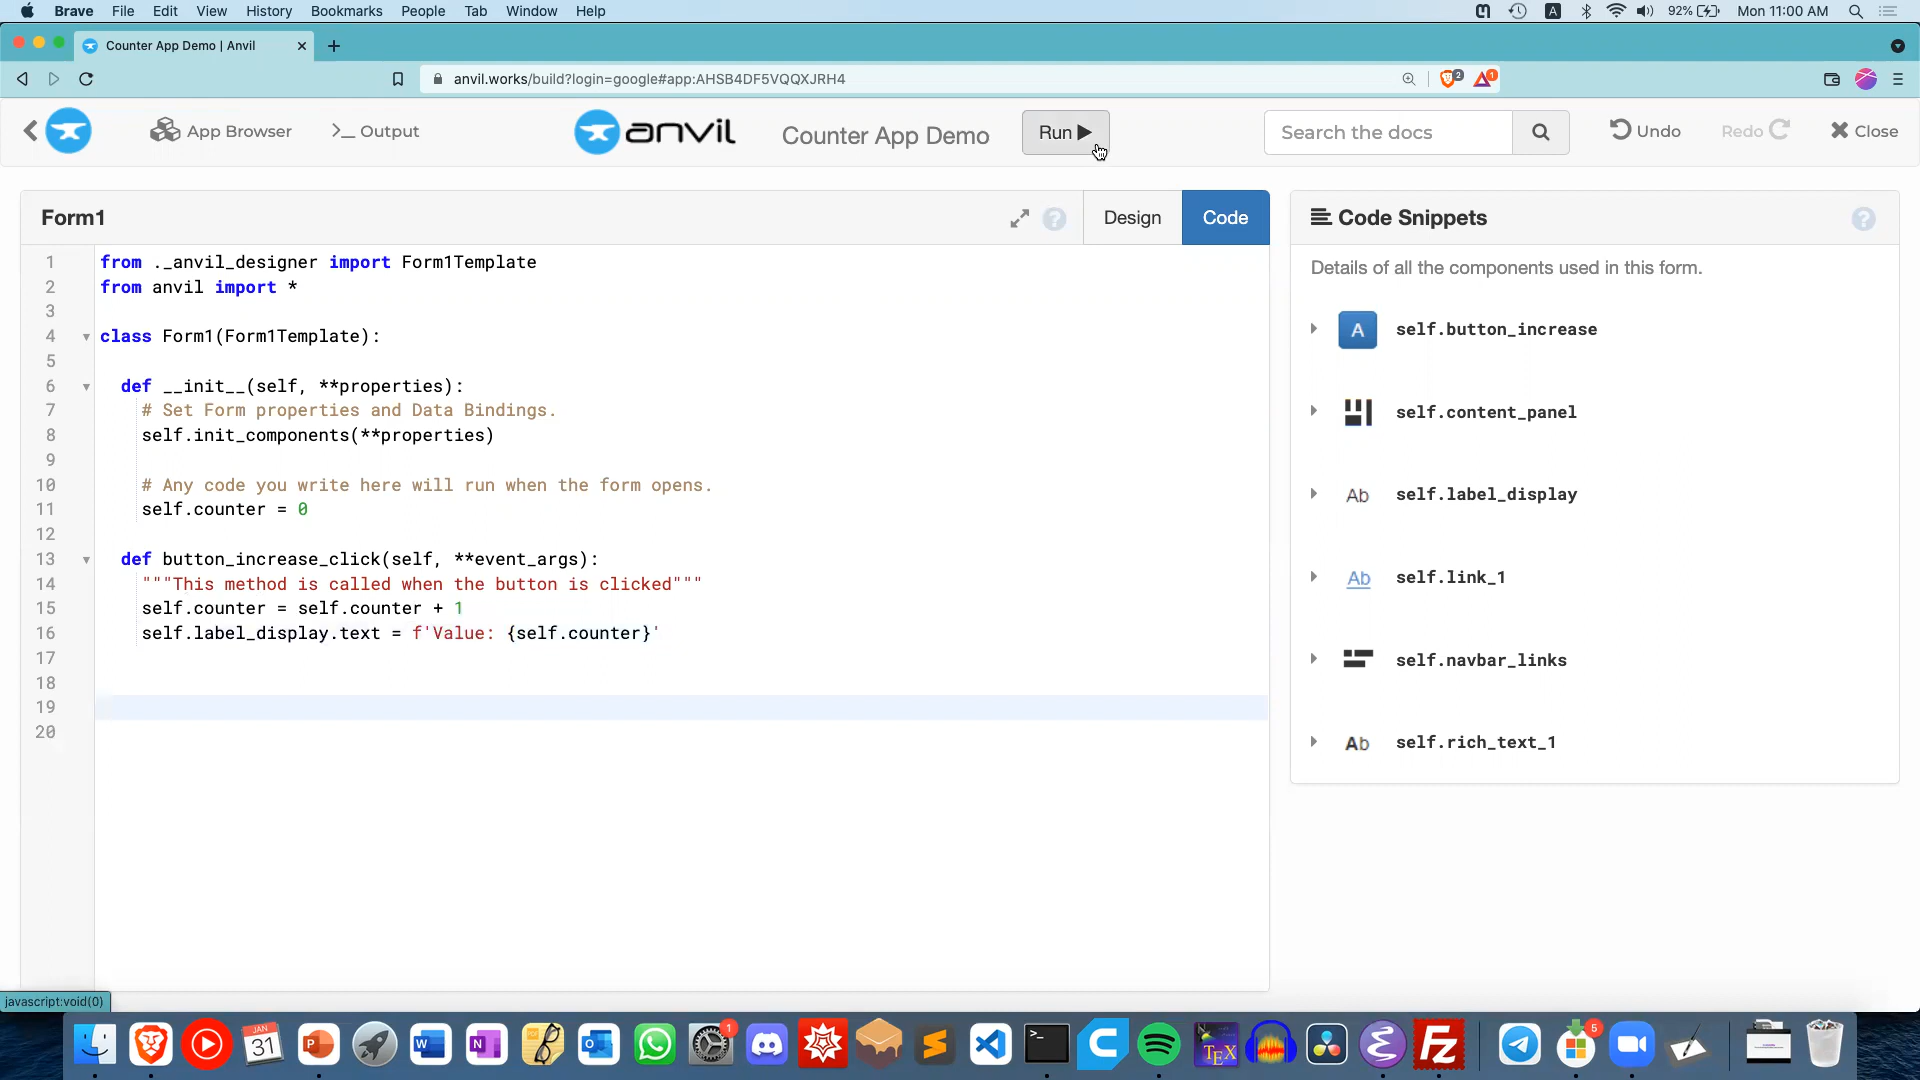 Brave File Edit View History Bookmarks People Tab Window Help 92% Mon 11:00 AM
Counter App Demo | Anvil
anvil.works/build?login=google#app:AHSB4DF5VQQXJRH4 2 1
App Browser >_ Output anvil Counter App Demo Run Search the docs Undo Redo Close
Form1 Design Code
1 from ._anvil_designer import Form1Template
2 from anvil import *
3
4 class Form1(Form1Template):
5
6 def __init__(self, **properties):
7 # Set Form properties and Data Bindings.
8 self.init_components(**properties)
9
10 # Any code you write here will run when the form opens.
11 self.counter = 0
12
13 def button_increase_click(self, **event_args):
14 """This method is called when the button is clicked"""
15 self.counter = self.counter + 1
16 self.label_display.text = f'Value: {self.counter}'
17
18
19
20
Code Snippets
Details of all the components used in this form.
A self.button_increase
self.content_panel
Ab self.label_display
Ab self.link_1
self.navbar_links
Ab self.rich_text_1
javascript:void(0)
JAN 31 P W N O 1 >_ C TEX Fz 5